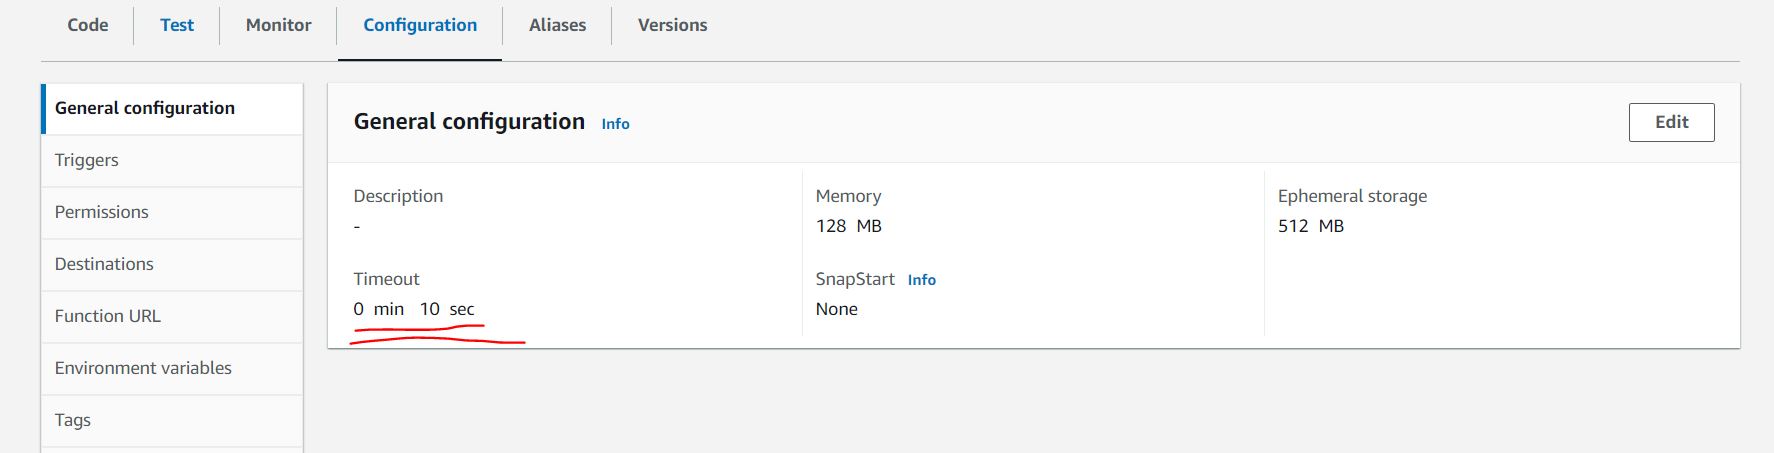 Code Test Monitor Configuration Aliases Versions
General configuration
Triggers
Permissions
Destinations
Function URL
Environment variables
Tags
General configuration Info
Edit
Description
-
Memory
128 MB
Ephemeral storage
512 MB
Timeout
0 min 10 sec
SnapStart Info
None